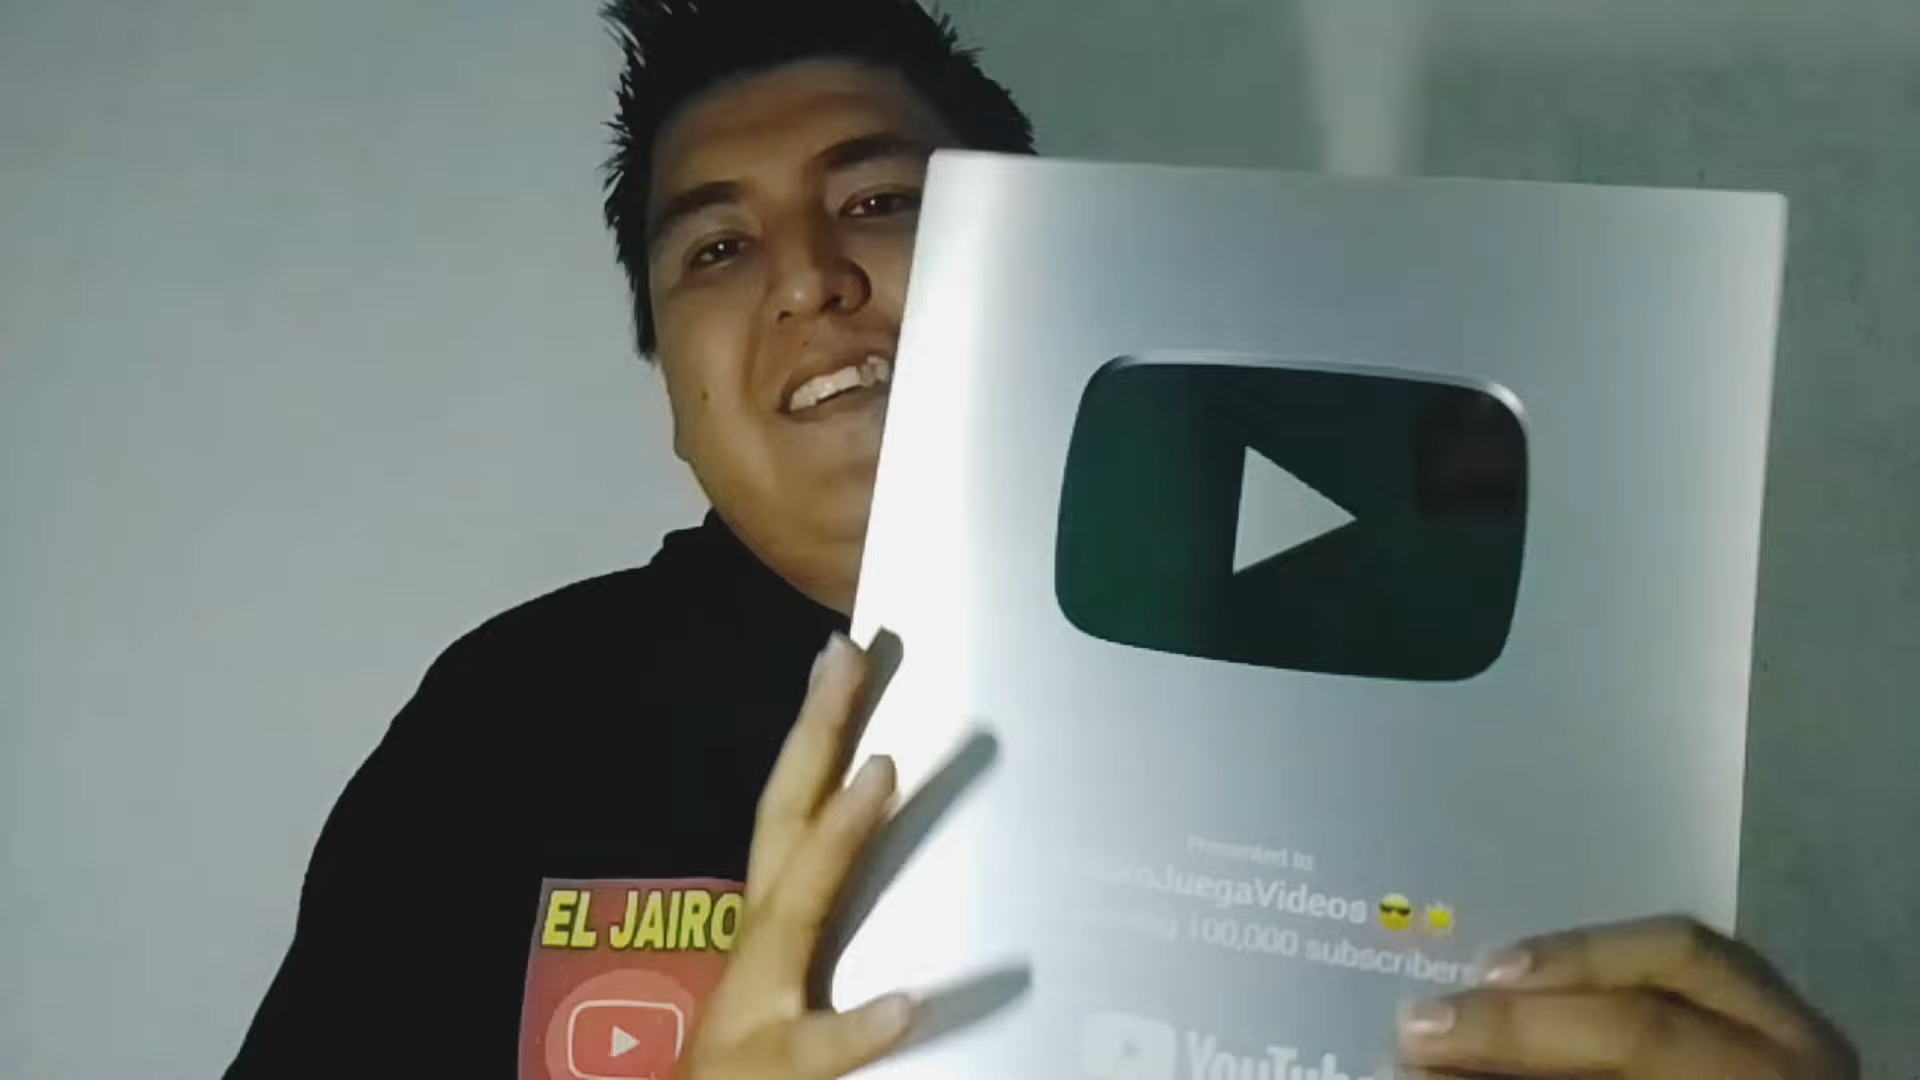 EL JAIRO
Presented to
JuegaVideos 😎☀️
100,000 subscribers
YouTube